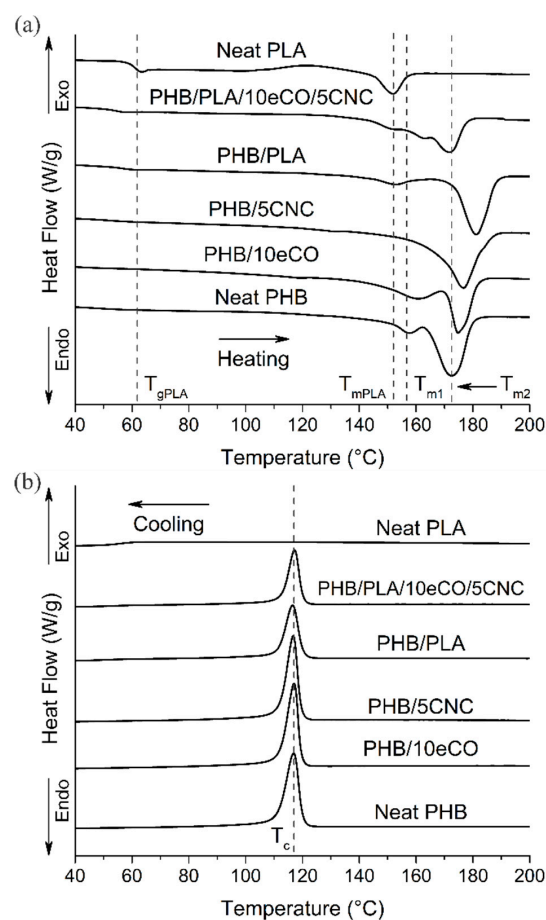 (a)
Neat PLA
PHB/PLA/10eCO/5CNC
PHB/PLA
PHB/5CNC
PHB/10eCO
Neat PHB
Exo
Heat Flow (W/g)
Endo
Heating
TgPLA
TmPLA
Tm1
Tm2
40 60 80 100 120 140 160 180 200
Temperature (°C)
(b)
Cooling
Neat PLA
PHB/PLA/10eCO/5CNC
PHB/PLA
PHB/5CNC
PHB/10eCO
Neat PHB
Exo
Heat Flow (W/g)
Endo
Tc
40 60 80 100 120 140 160 180 200
Temperature (°C)